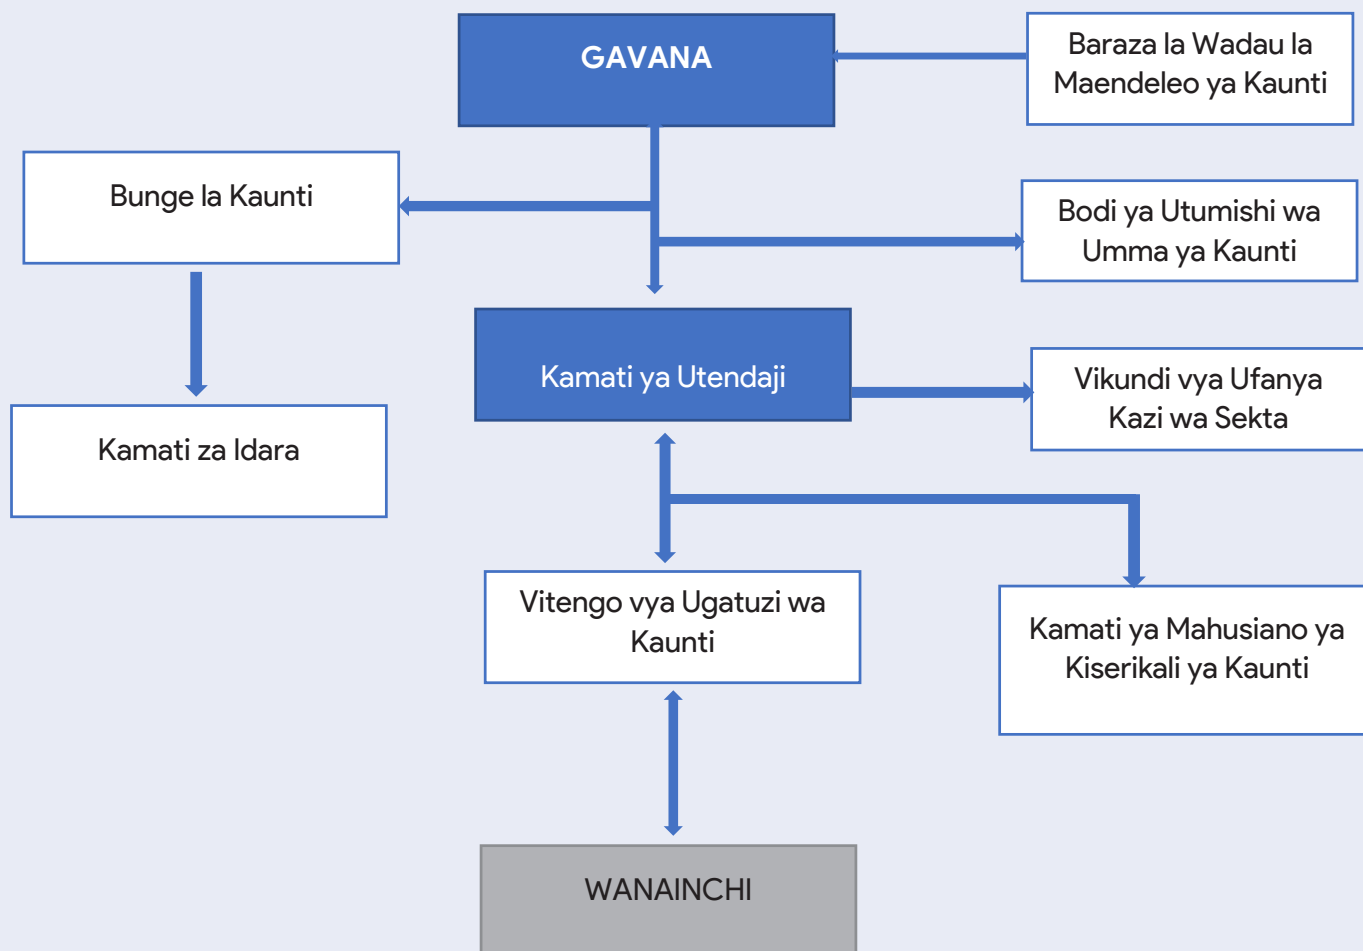 GAVANA
Baraza la Wadau la
Maendeleo ya Kaunti
Bunge la Kaunti
Bodi ya Utumishi wa
Umma ya Kaunti
Kamati ya Utendaji
Vikundi vya Ufanya
Kazi wa Sekta
Kamati za Idara
Vitengo vya Ugatuzi wa
Kaunti
Kamati ya Mahusiano ya
Kiserikali ya Kaunti
WANAINCHI